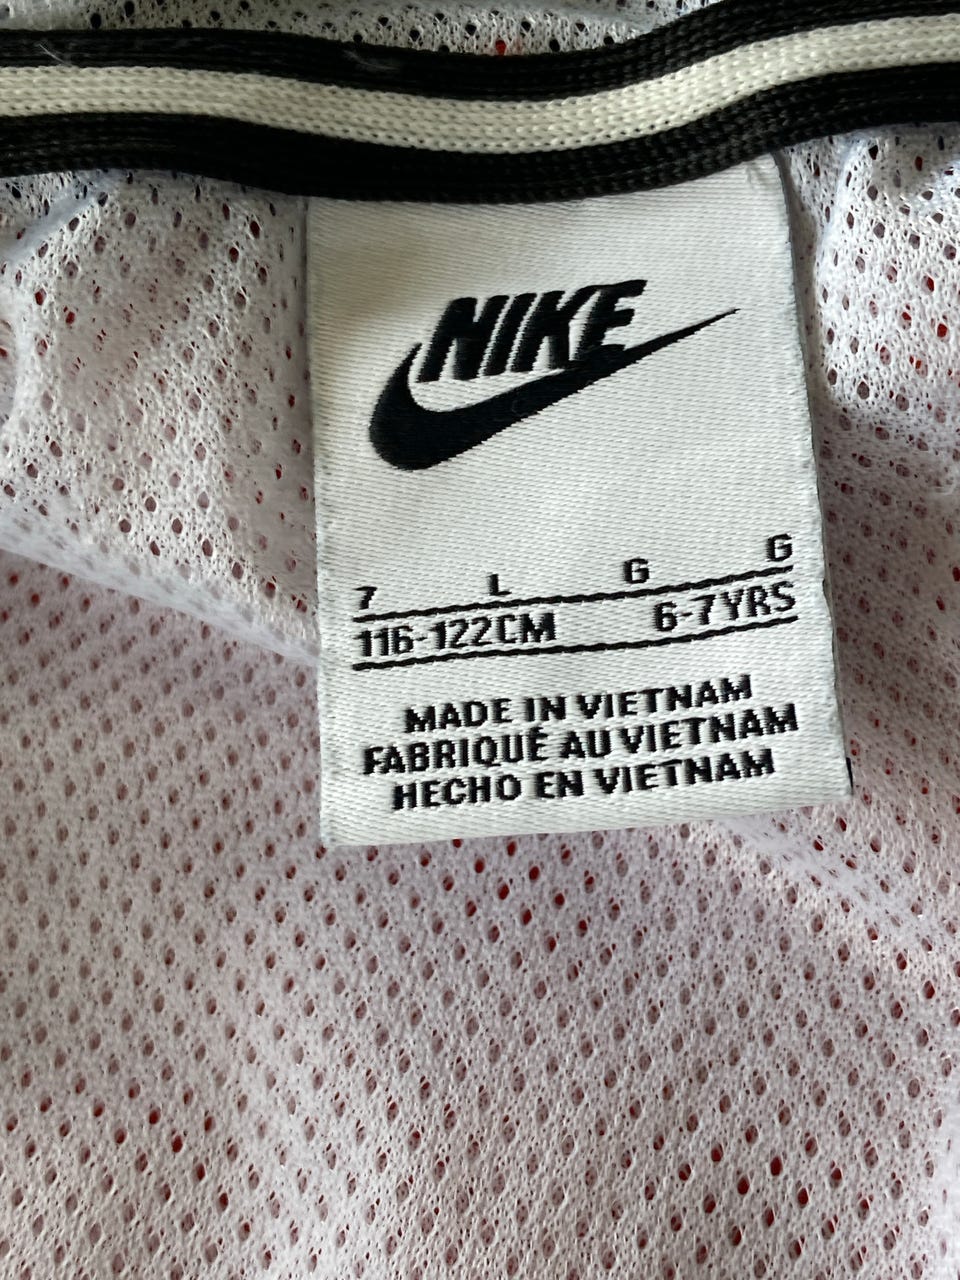 NIKE
7 L G G
116-122CM 6-7YRS
MADE IN VIETNAM
FABRIQUÉ AU VIETNAM
HECHO EN VIETNAM